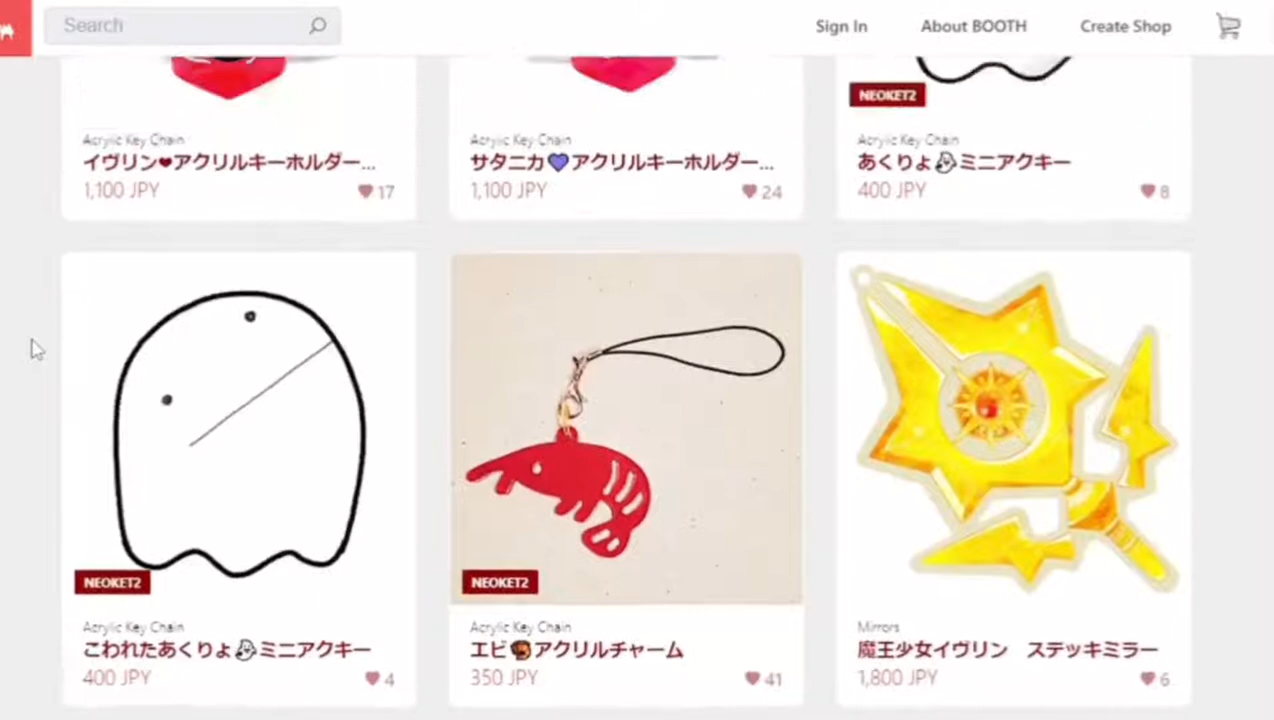 Search
Sign In
About BOOTH
Create Shop
NEOKET2
Acrylic Key Chain
イヴリン❤アクリルキーホルダー...
1,100 JPY
17
Acrylic Key Chain
サタニカ💜アクリルキーホルダー...
1,100 JPY
24
Acrylic Key Chain
あくりょ👻ミニアクキー
400 JPY
8
NEOKET2
Acrylic Key Chain
こわれたあくりょ👻ミニアクキー
400 JPY
4
NEOKET2
Acrylic Key Chain
エビ🍤アクリルチャーム
350 JPY
41
Mirrors
魔王少女イヴリン　ステッキミラー
1,800 JPY
6